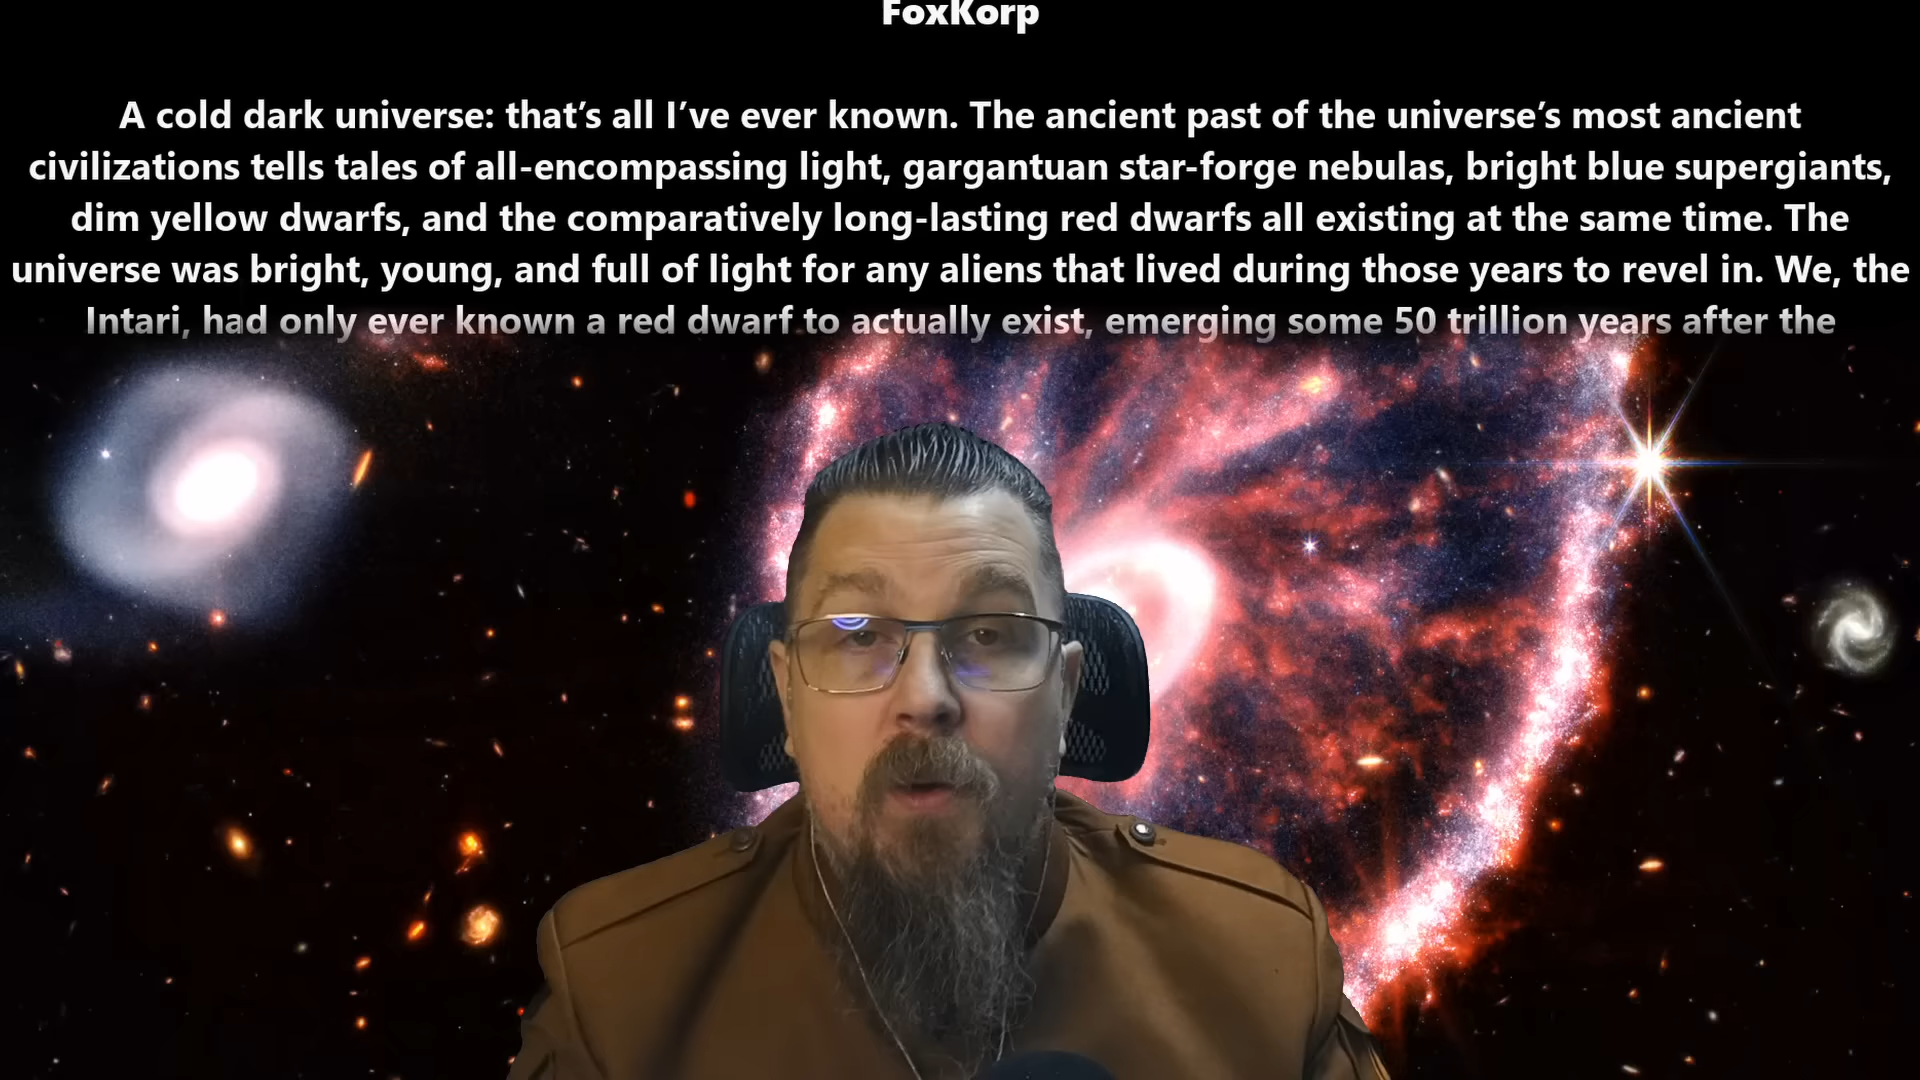 FoxKorp
A cold dark universe: that’s all I’ve ever known. The ancient past of the universe’s most ancient
civilizations tells tales of all-encompassing light, gargantuan star-forge nebulas, bright blue supergiants,
dim yellow dwarfs, and the comparatively long-lasting red dwarfs all existing at the same time. The
universe was bright, young, and full of light for any aliens that lived during those years to revel in. We, the
Intari, had only ever known a red dwarf to actually exist, emerging some 50 trillion years after the